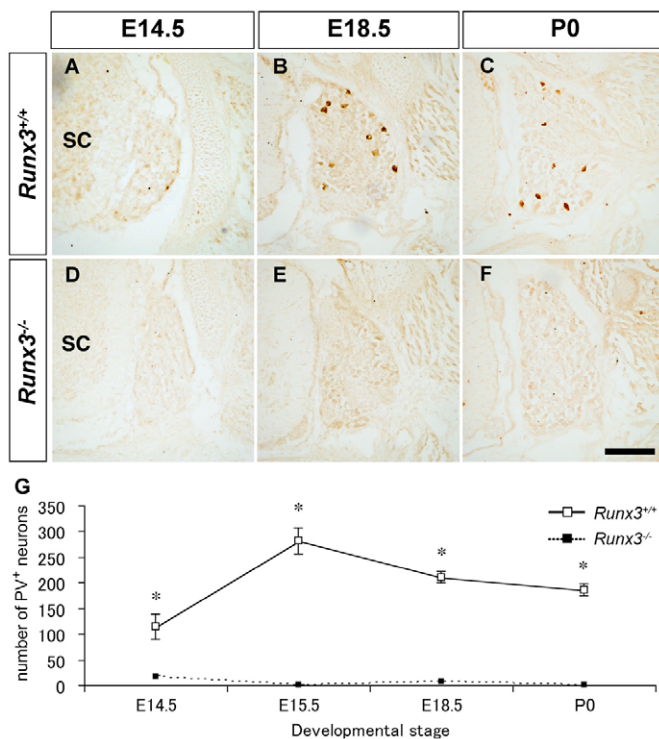 E14.5 E18.5 P0
Runx3+/+
A B C
SC
Runx3-/-
D E F
SC
G
350
300
250
200
150
100
50
0
number of PV+ neurons
* * * *
Runx3+/+
Runx3-/-
E14.5 E15.5 E18.5 P0
Developmental stage